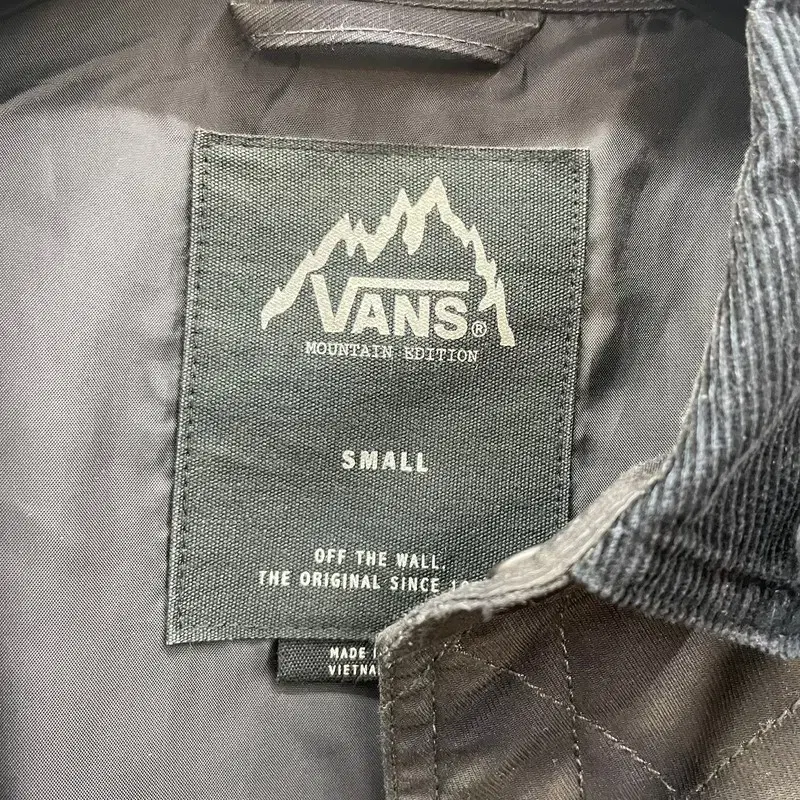 VANS®
MOUNTAIN EDITION
SMALL
OFF THE WALL.
THE ORIGINAL SINCE
MADE
VIETNA